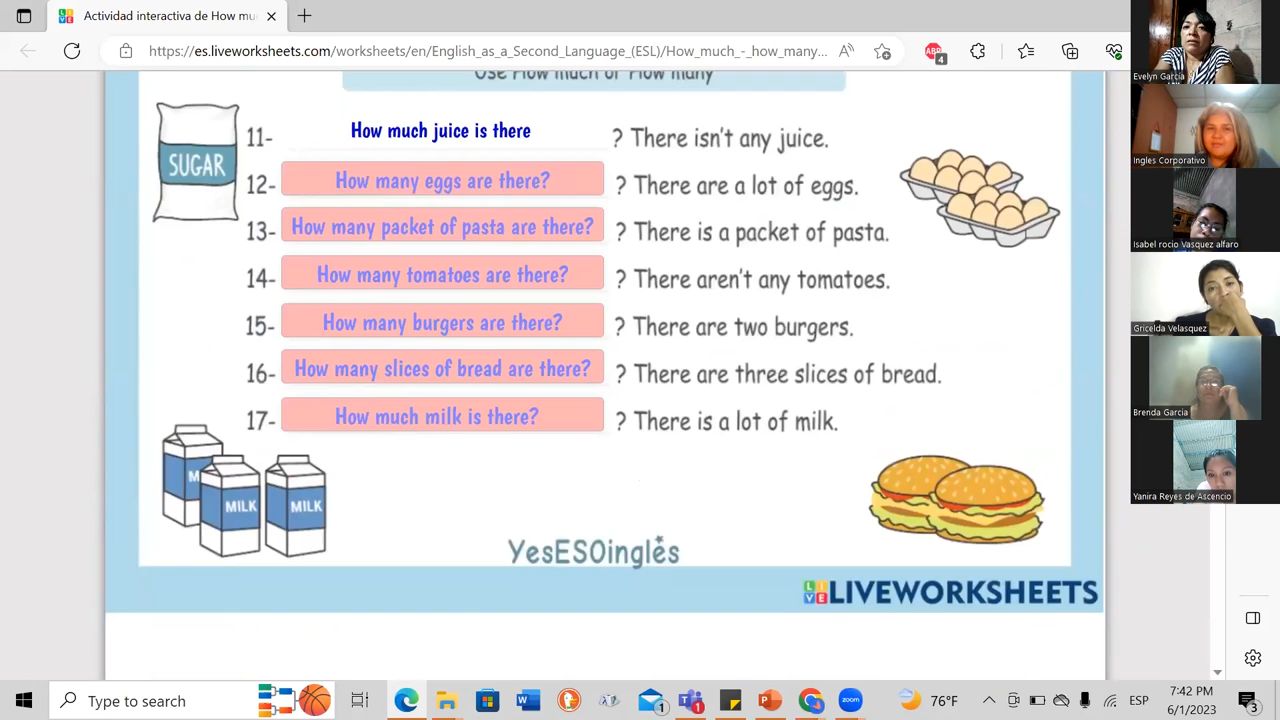 Actividad interactiva de How mu
https://es.liveworksheets.com/worksheets/en/English_as_a_Second_Language_(ESL)/How_much_-_how_many...
4
Use How much or How many
SUGAR
11- How much juice is there ? There isn't any juice.
12- How many eggs are there? ? There are a lot of eggs.
13- How many packet of pasta are there? ? There is a packet of pasta.
14- How many tomatoes are there? ? There aren't any tomatoes.
15- How many burgers are there? ? There are two burgers.
16- How many slices of bread are there? ? There are three slices of bread.
17- How much milk is there? ? There is a lot of milk.
M
MILK
MILK
YesESOinglés
LIVE LIVEWORKSHEETS
Evelyn Garcia
Ingles Corporativo
Isabel rocio Vasquez alfaro
Gricelda Velasquez
Brenda Garcia
Yanira Reyes de Ascencio
Type to search
1
1
76°F
ESP
7:42 PM
6/1/2023
3